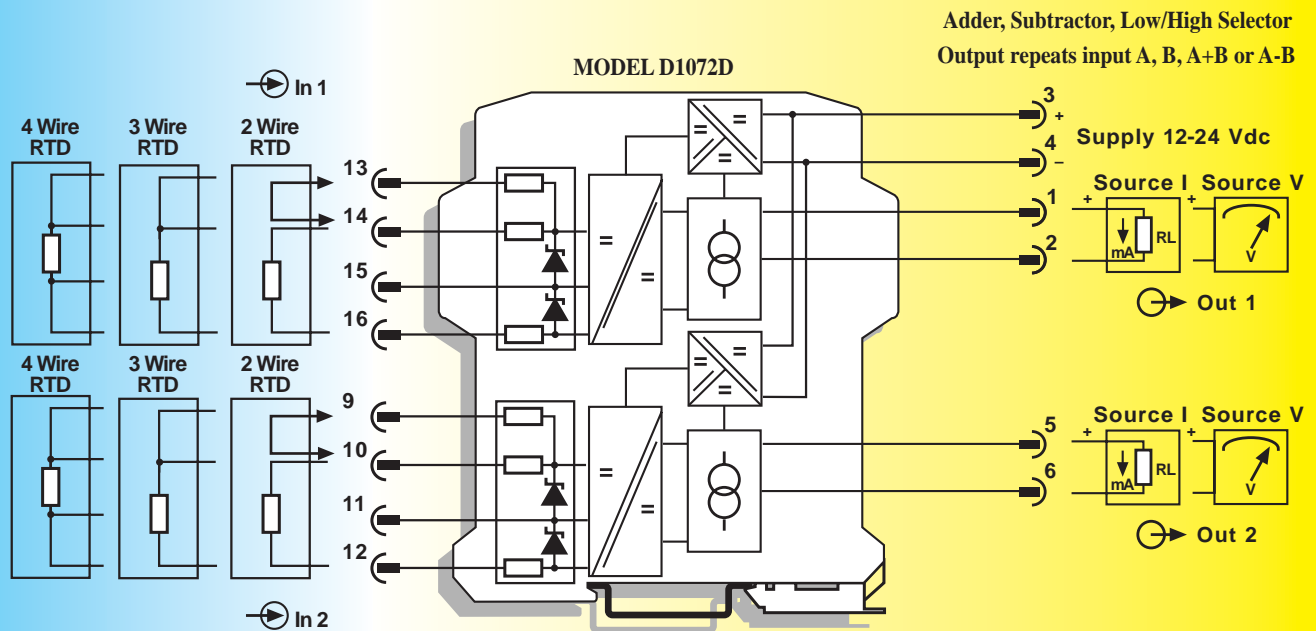 Adder, Subtractor, Low/High Selector
Output repeats input A, B, A+B or A-B
MODEL D1072D
In 1
4 Wire RTD
3 Wire RTD
2 Wire RTD
13
14
15
16
4 Wire RTD
3 Wire RTD
2 Wire RTD
9
10
11
12
In 2
=
=
=
=
=
=
=
=
=
=
3
+
4
–
Supply 12-24 Vdc
1
2
Source I Source V
+
+
mA
RL
V
Out 1
5
6
Source I Source V
+
+
mA
RL
V
Out 2